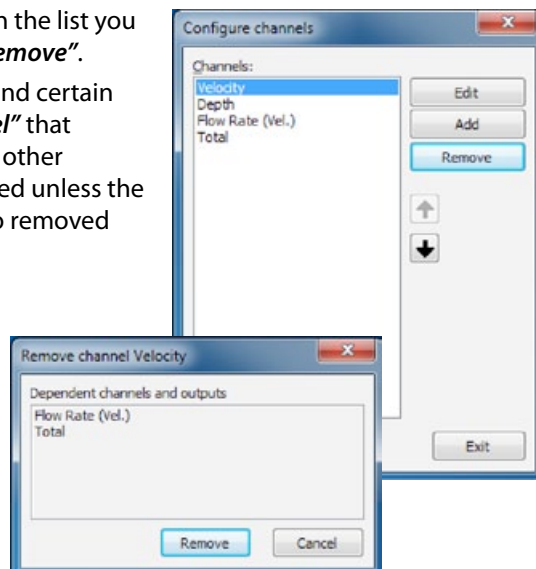 n the list you
emove”.
nd certain
el” that
other
ed unless the
o removed
Configure channels
Channels:
Velocity
Depth
Flow Rate (Vel.)
Total
Edit
Add
Remove
Exit
Remove channel Velocity
Dependent channels and outputs
Flow Rate (Vel.)
Total
Remove
Cancel